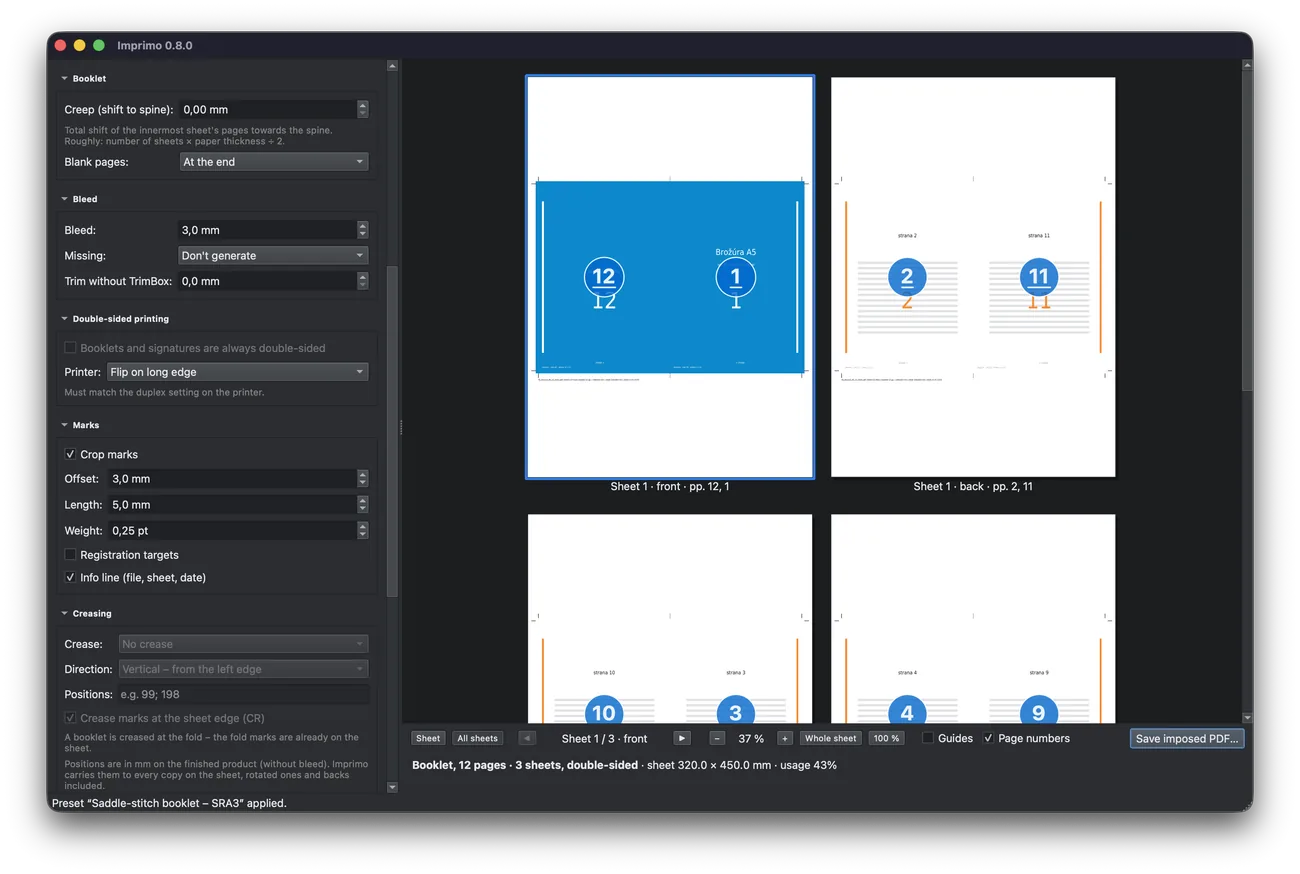 Imprimo 0.8.0
Booklet
Creep (shift to spine): 0,00 mm
Total shift of the innermost sheet's pages towards the spine.
Roughly: number of sheets × paper thickness ÷ 2.
Blank pages: At the end
Bleed
Bleed: 3,0 mm
Missing: Don't generate
Trim without TrimBox: 0,0 mm
Double-sided printing
Booklets and signatures are always double-sided
Printer: Flip on long edge
Must match the duplex setting on the printer.
Marks
Crop marks
Offset: 3,0 mm
Length: 5,0 mm
Weight: 0,25 pt
Registration targets
Info line (file, sheet, date)
Creasing
Crease: No crease
Direction: Vertical – from the left edge
Positions: e.g. 99; 198
Crease marks at the sheet edge (CR)
A booklet is creased at the fold – the fold marks are already on the
sheet.
Positions are in mm on the finished product (without bleed). Imprimo
carries them to every copy on the sheet, rotated ones and backs
included.
Preset “Saddle-stitch booklet – SRA3” applied.
Brožúra A5
12 1
12 1
Sheet 1 · front · pp. 12, 1
strana 2 strana 11
2 11
2 11
Sheet 1 · back · pp. 2, 11
strana 10 strana 3
10 3
strana 4 strana 9
4 9
Sheet All sheets Sheet 1 / 3 · front 37 % + Whole sheet 100 % Guides Page numbers Save imposed PDF...
Booklet, 12 pages · 3 sheets, double-sided · sheet 320.0 × 450.0 mm · usage 43%